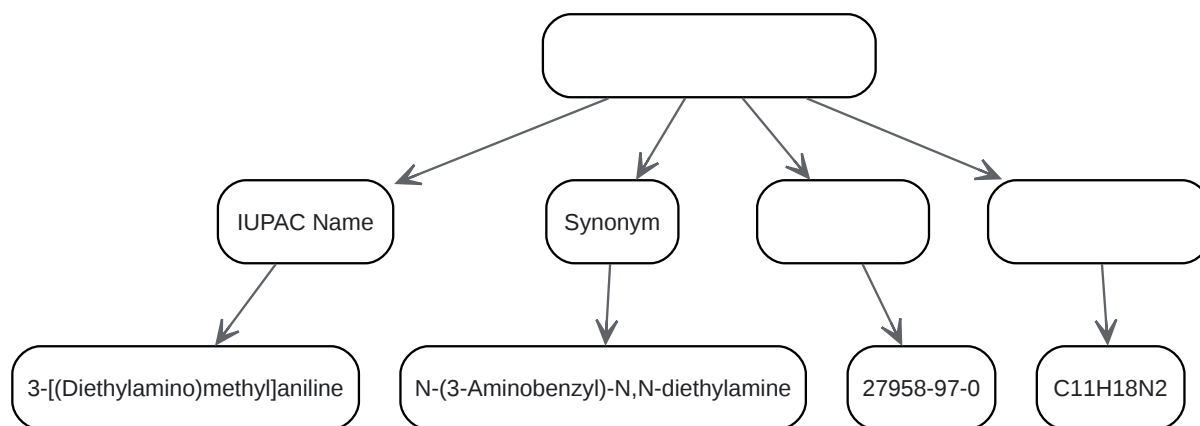 IUPAC Name
Synonym
3-[(Diethylamino)methyl]aniline
N-(3-Aminobenzyl)-N,N-diethylamine
27958-97-0
C11H18N2